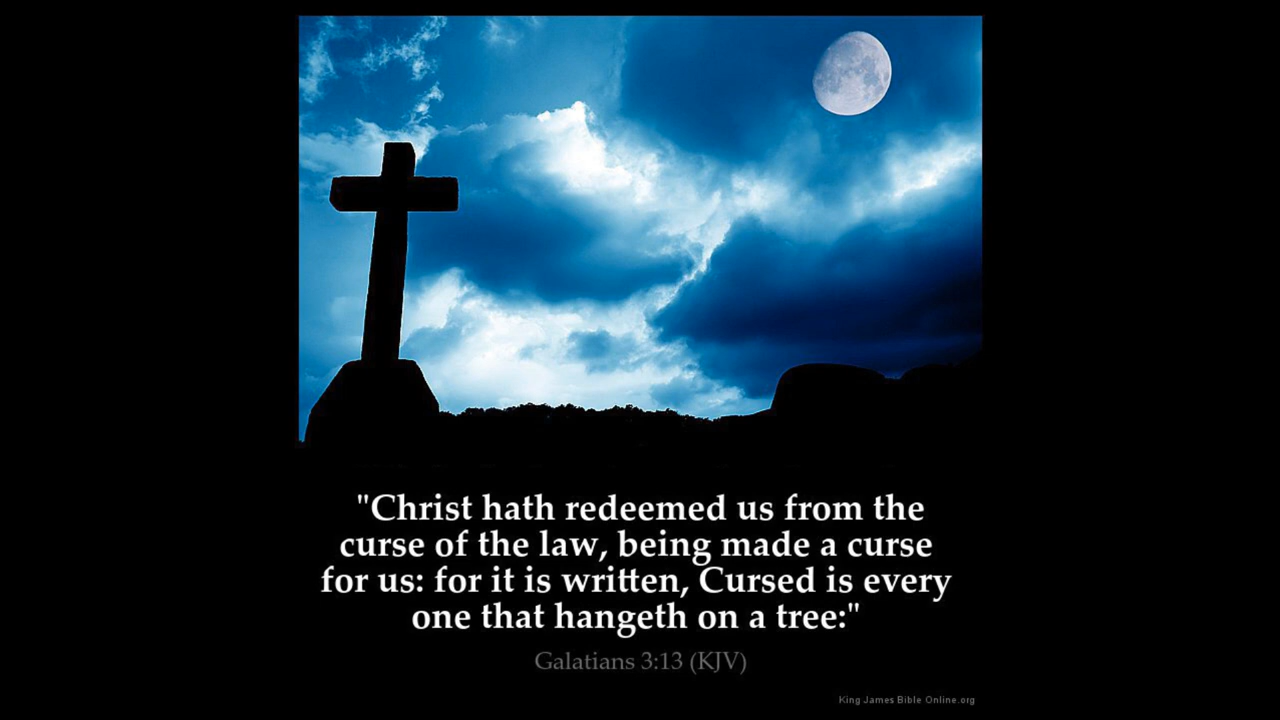 "Christ hath redeemed us from the
curse of the law, being made a curse
for us: for it is written, Cursed is every
one that hangeth on a tree:"
Galatians 3:13 (KJV)
King James Bible Online.org